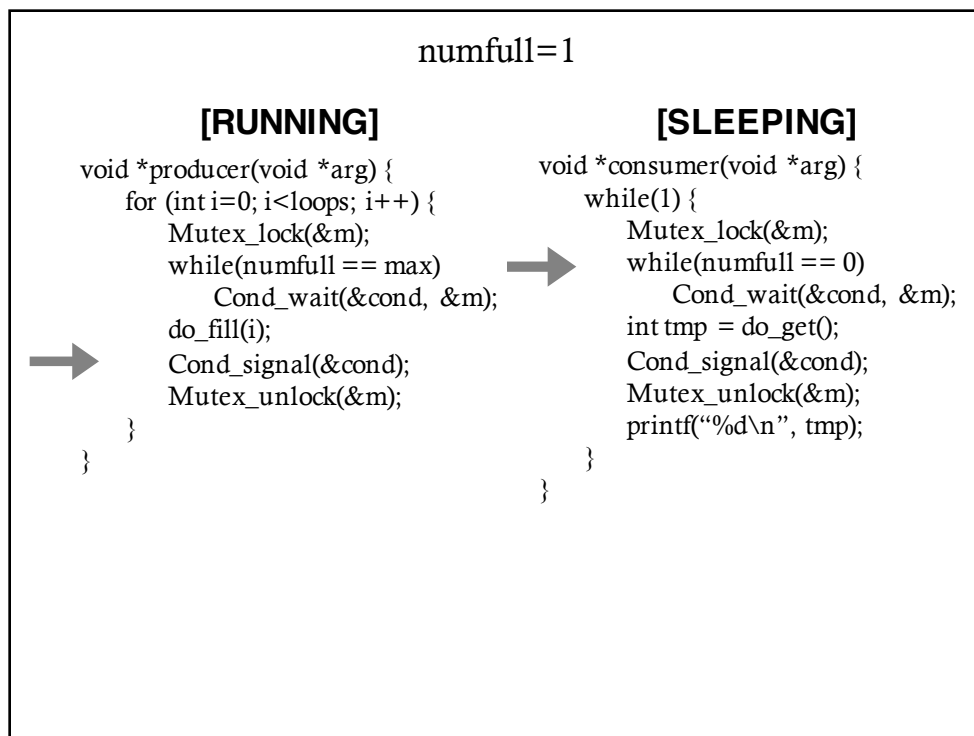 numfull=1
[RUNNING]
void *producer(void *arg) {
for (int i=0; i<loops; i++) {
Mutex_lock(&m);
while(numfull == max)
Cond_wait(&cond, &m);
do_fill(i);
Cond_signal(&cond);
Mutex_unlock(&m);
}
}
[SLEEPING]
void *consumer(void *arg) {
while(1) {
Mutex_lock(&m);
while(numfull == 0)
Cond_wait(&cond, &m);
int tmp = do_get();
Cond_signal(&cond);
Mutex_unlock(&m);
printf(“%d\n”, tmp);
}
}